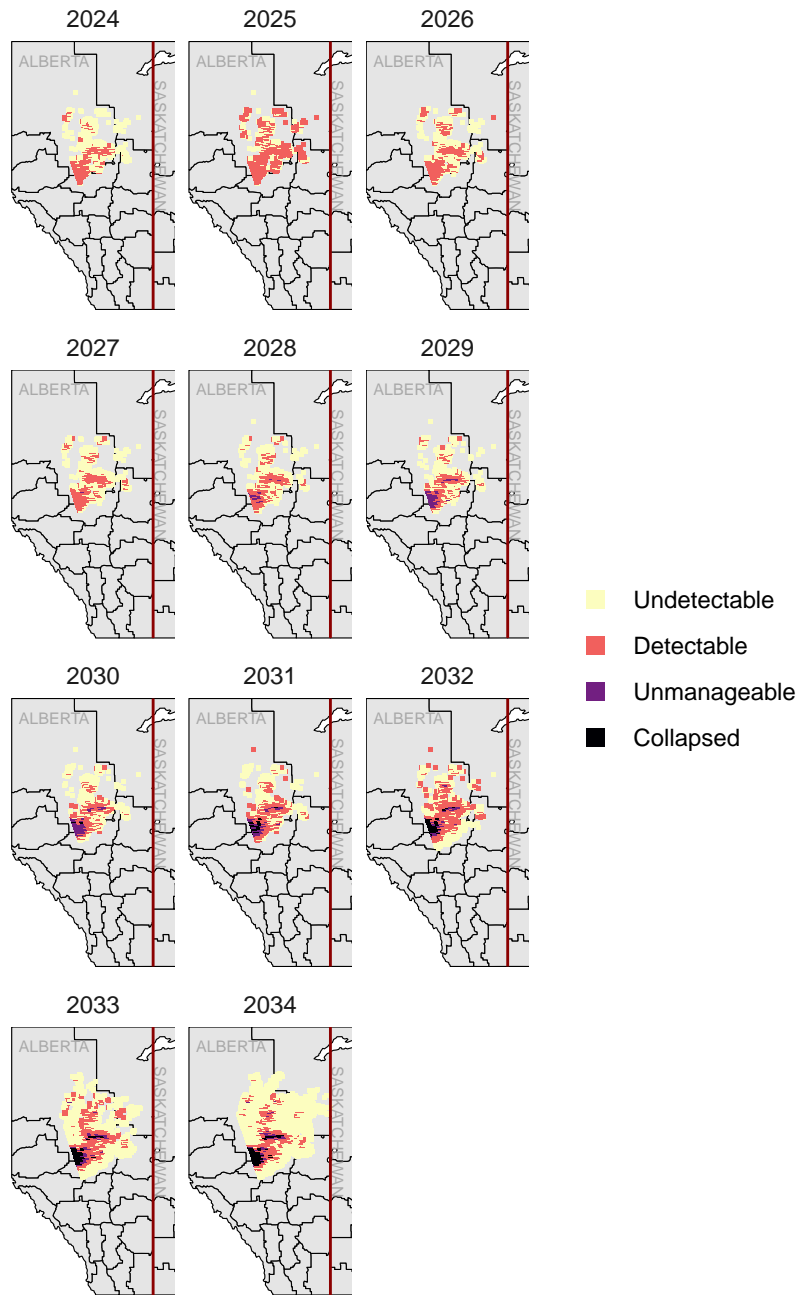 2024 2025 2026
ALBERTA ALBERTA ALBERTA
SASKATCHEWAN SASKATCHEWAN SASKATCHEWAN
2027 2028 2029
ALBERTA ALBERTA ALBERTA
SASKATCHEWAN SASKATCHEWAN SASKATCHEWAN
Undetectable
Detectable
Unmanageable
Collapsed
2030 2031 2032
ALBERTA ALBERTA ALBERTA
SASKATCHEWAN SASKATCHEWAN SASKATCHEWAN
2033 2034
ALBERTA ALBERTA
SASKATCHEWAN SASKATCHEWAN